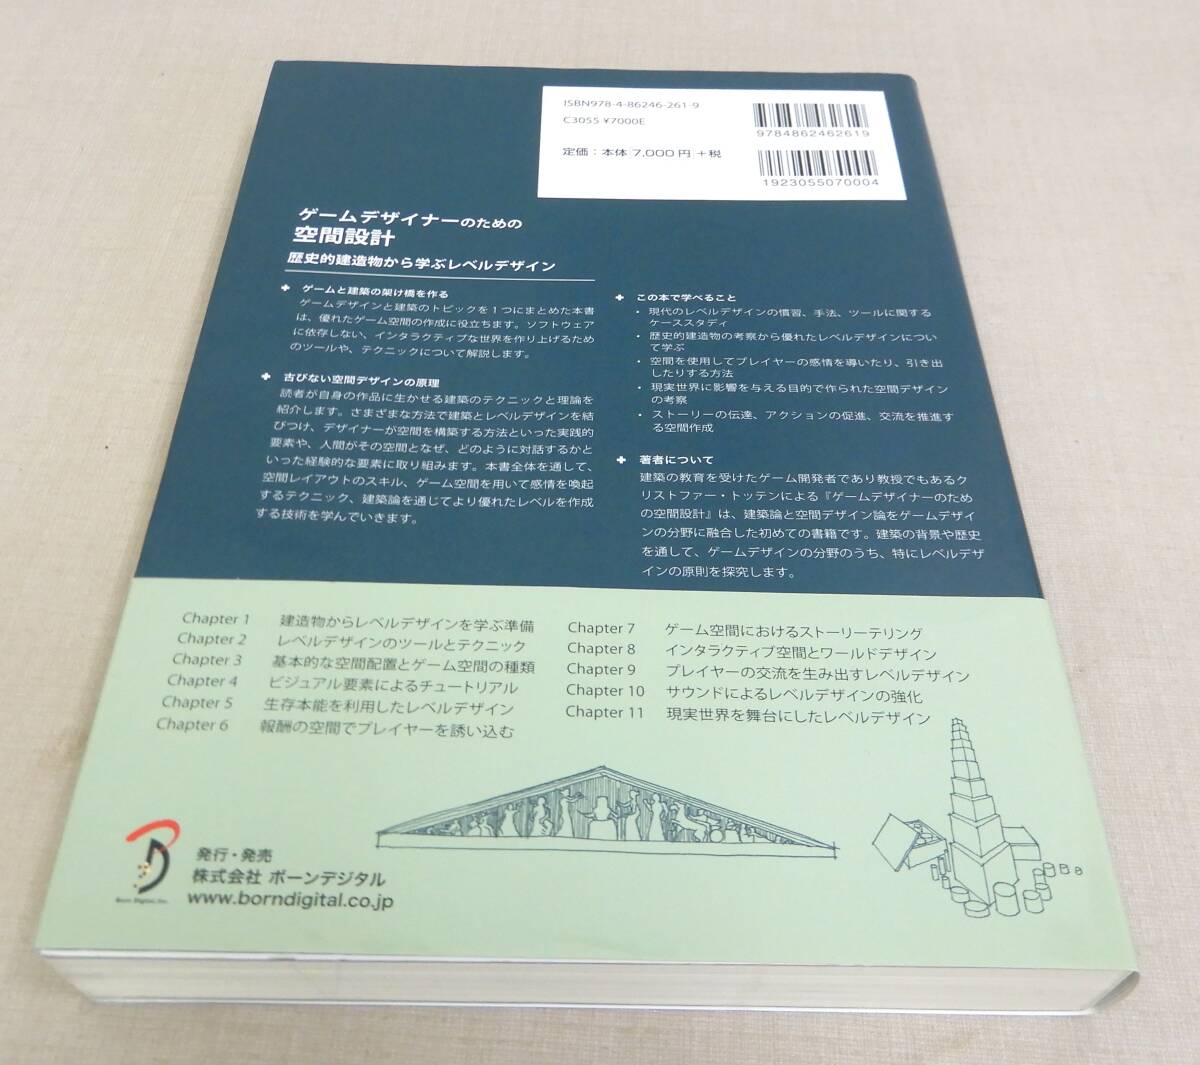 ISBN978-4-86246-261-9
C3055 ¥7000E
定価：本体 7,000 円 ＋税
9784862462619
1923055070004
ゲームデザイナーのための
空間設計
歴史的建造物から学ぶレベルデザイン
ゲームと建築の架け橋を作る
ゲームデザインと建築のトピックを１つにまとめた本書
は、優れたゲーム空間の作成に役立ちます。ソフトウェア
に依存しない、インタラクティブな世界を作り上げるため
のツールや、テクニックについて解説します。
古びない空間デザインの原理
読者が自身の作品に生かせる建築のテクニックと理論を
紹介します。さまざまな方法で建築とレベルデザインを結
びつけ、デザイナーが空間を構築する方法といった実践的
要素や、人間がその空間となぜ、どのように対話するかと
いった経験的な要素に取り組みます。本書全体を通して、
空間レイアウトのスキル、ゲーム空間を用いて感情を喚起
するテクニック、建築論を通じてより優れたレベルを作成
する技術を学んでいきます。
この本で学べること
・現代のレベルデザインの慣習、手法、ツールに関する
ケーススタディ
・歴史的建造物の考察から優れたレベルデザインについ
て学ぶ
・空間を使用してプレイヤーの感情を導いたり、引き出
したりする方法
・現実世界に影響を与える目的で作られた空間デザイン
の考察
・ストーリーの伝達、アクションの促進、交流を推進す
る空間作成
著者について
建築の教育を受けたゲーム開発者であり教授でもあるク
リストファー・トッテンによる『ゲームデザイナーのため
の空間設計』は、建築論と空間デザイン論をゲームデザイ
ンの分野に融合した初めての書籍です。建築の背景や歴史
を通して、ゲームデザインの分野のうち、特にレベルデザ
インの原則を探究します。
Chapter 1 建造物からレベルデザインを学ぶ準備
Chapter 2 レベルデザインのツールとテクニック
Chapter 3 基本的な空間配置とゲーム空間の種類
Chapter 4 ビジュアル要素によるチュートリアル
Chapter 5 生存本能を利用したレベルデザイン
Chapter 6 報酬の空間でプレイヤーを誘い込む
Chapter 7 ゲーム空間におけるストーリーテリング
Chapter 8 インタラクティブ空間とワールドデザイン
Chapter 9 プレイヤーの交流を生み出すレベルデザイン
Chapter 10 サウンドによるレベルデザインの強化
Chapter 11 現実世界を舞台にしたレベルデザイン
Born Digital, Inc.
発行・発売
株式会社 ボーンデジタル
www.borndigital.co.jp